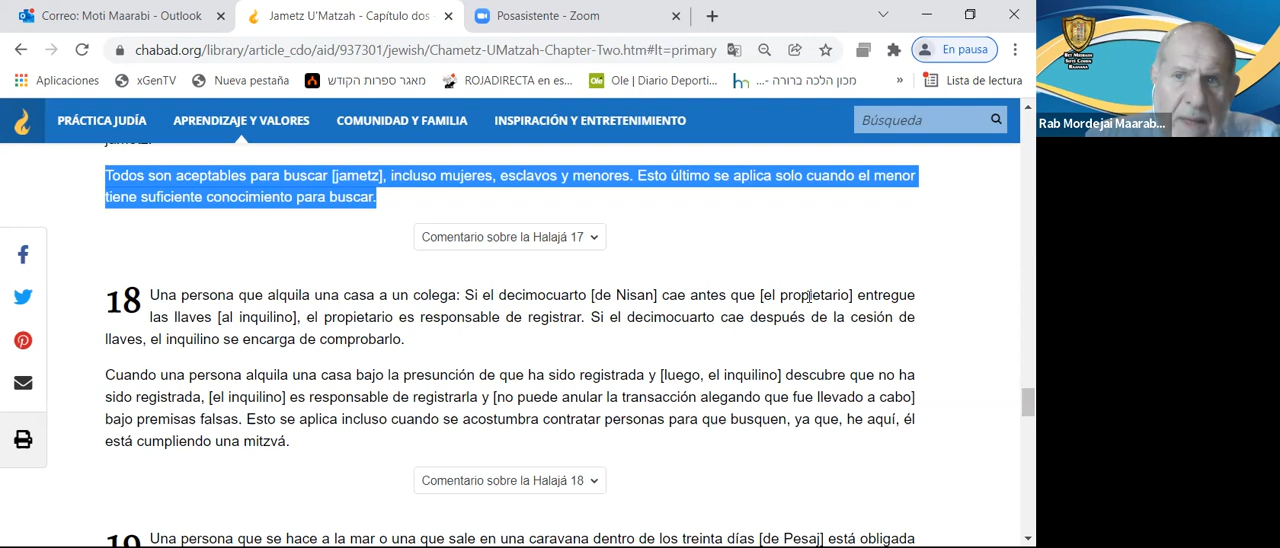 Correo: Moti Maarabi - Outlook
Jametz U'Matzah - Capítulo dos -
Posasistente - Zoom
chabad.org/library/article_cdo/aid/937301/jewish/Chametz-UMatzah-Chapter-Two.htm#lt=primary
En pausa
Aplicaciones
xGenTV
Nueva pestaña
מאגר ספרות הקודש
ROJADIRECTA en es...
Ole | Diario Deporti...
מכון הלכה ברורה -...
»
Lista de lectura
PRÁCTICA JUDÍA
APRENDIZAJE Y VALORES
COMUNIDAD Y FAMILIA
INSPIRACIÓN Y ENTRETENIMIENTO
Búsqueda
Rab Mordejai Maarab...
jametz.
Todos son aceptables para buscar [jametz], incluso mujeres, esclavos y menores. Esto último se aplica solo cuando el menor
tiene suficiente conocimiento para buscar.
Comentario sobre la Halajá 17
18 Una persona que alquila una casa a un colega: Si el decimocuarto [de Nisan] cae antes que [el propietario] entregue
las llaves [al inquilino], el propietario es responsable de registrar. Si el decimocuarto cae después de la cesión de
llaves, el inquilino se encarga de comprobarlo.
Cuando una persona alquila una casa bajo la presunción de que ha sido registrada y [luego, el inquilino] descubre que no ha
sido registrada, [el inquilino] es responsable de registrarla y [no puede anular la transacción alegando que fue llevado a cabo]
bajo premisas falsas. Esto se aplica incluso cuando se acostumbra contratar personas para que busquen, ya que, he aquí, él
está cumpliendo una mitzvá.
Comentario sobre la Halajá 18
19 Una persona que se hace a la mar o una que sale en una caravana dentro de los treinta días [de Pesaj] está obligada